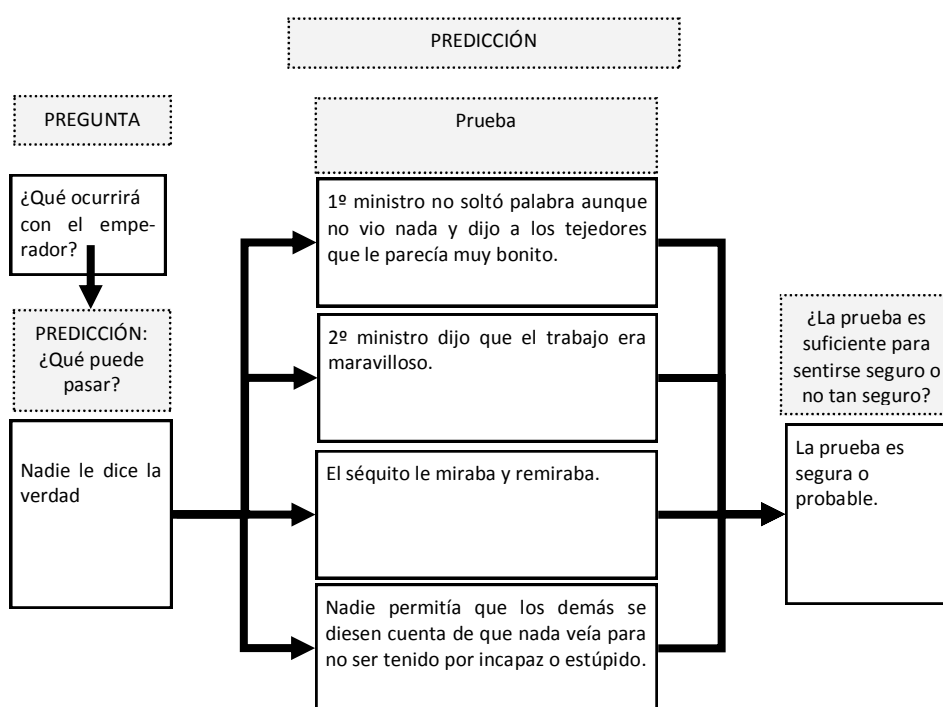 PREDICCIÓN
PREGUNTA
¿Qué ocurrirá
con el empe-
rador?
PREDICCIÓN:
¿Qué puede
pasar?
Nadie le dice la
verdad
Prueba
1º ministro no soltó palabra aunque
no vio nada y dijo a los tejedores
que le parecía muy bonito.
2º ministro dijo que el trabajo era
maravilloso.
El séquito le miraba y remiraba.
Nadie permitía que los demás se
diesen cuenta de que nada veía para
no ser tenido por incapaz o estúpido.
¿La prueba es
suficiente para
sentirse seguro o
no tan seguro?
La prueba es
segura o
probable.